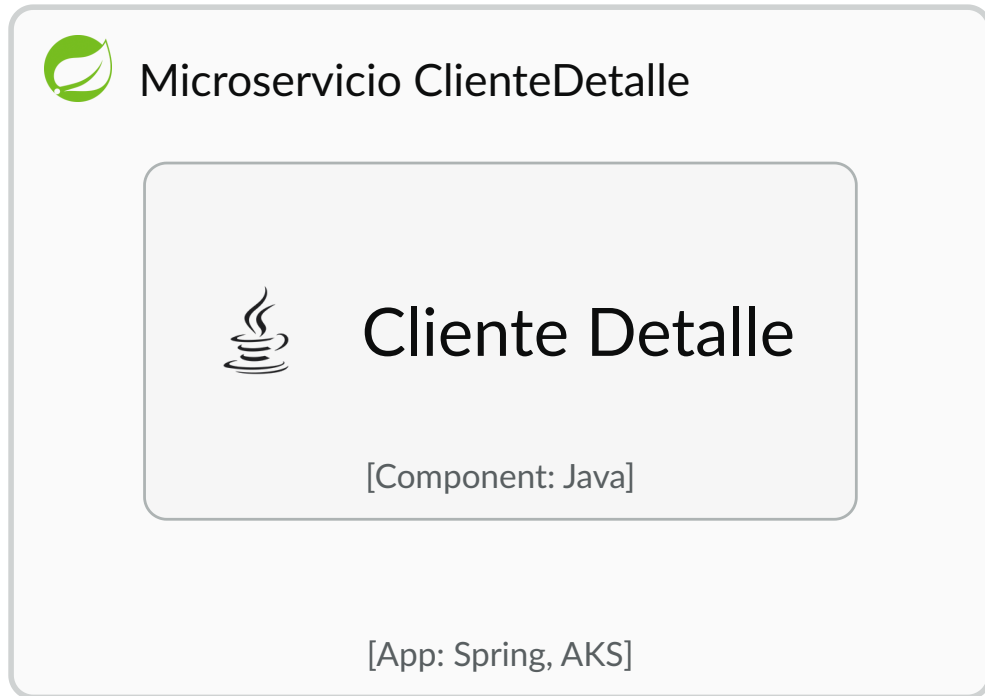 Microservicio ClienteDetalle
Cliente Detalle
[Component: Java]
[App: Spring, AKS]